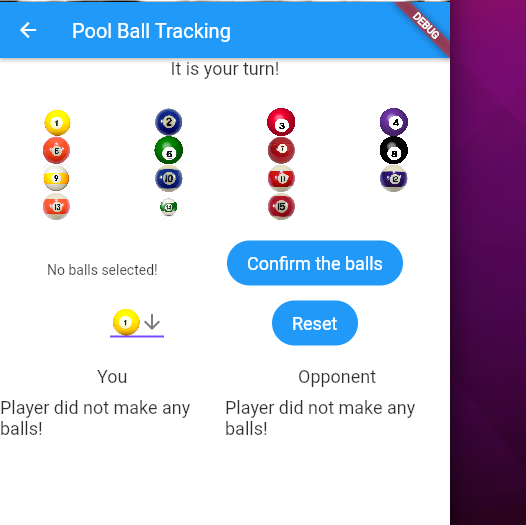 Pool Ball Tracking
DEBUG
It is your turn!
1 2 3 4
5 6 7 8
9 10 11 12
13 15
No balls selected!
Confirm the balls
1
Reset
You
Opponent
Player did not make any
balls!
Player did not make any
balls!